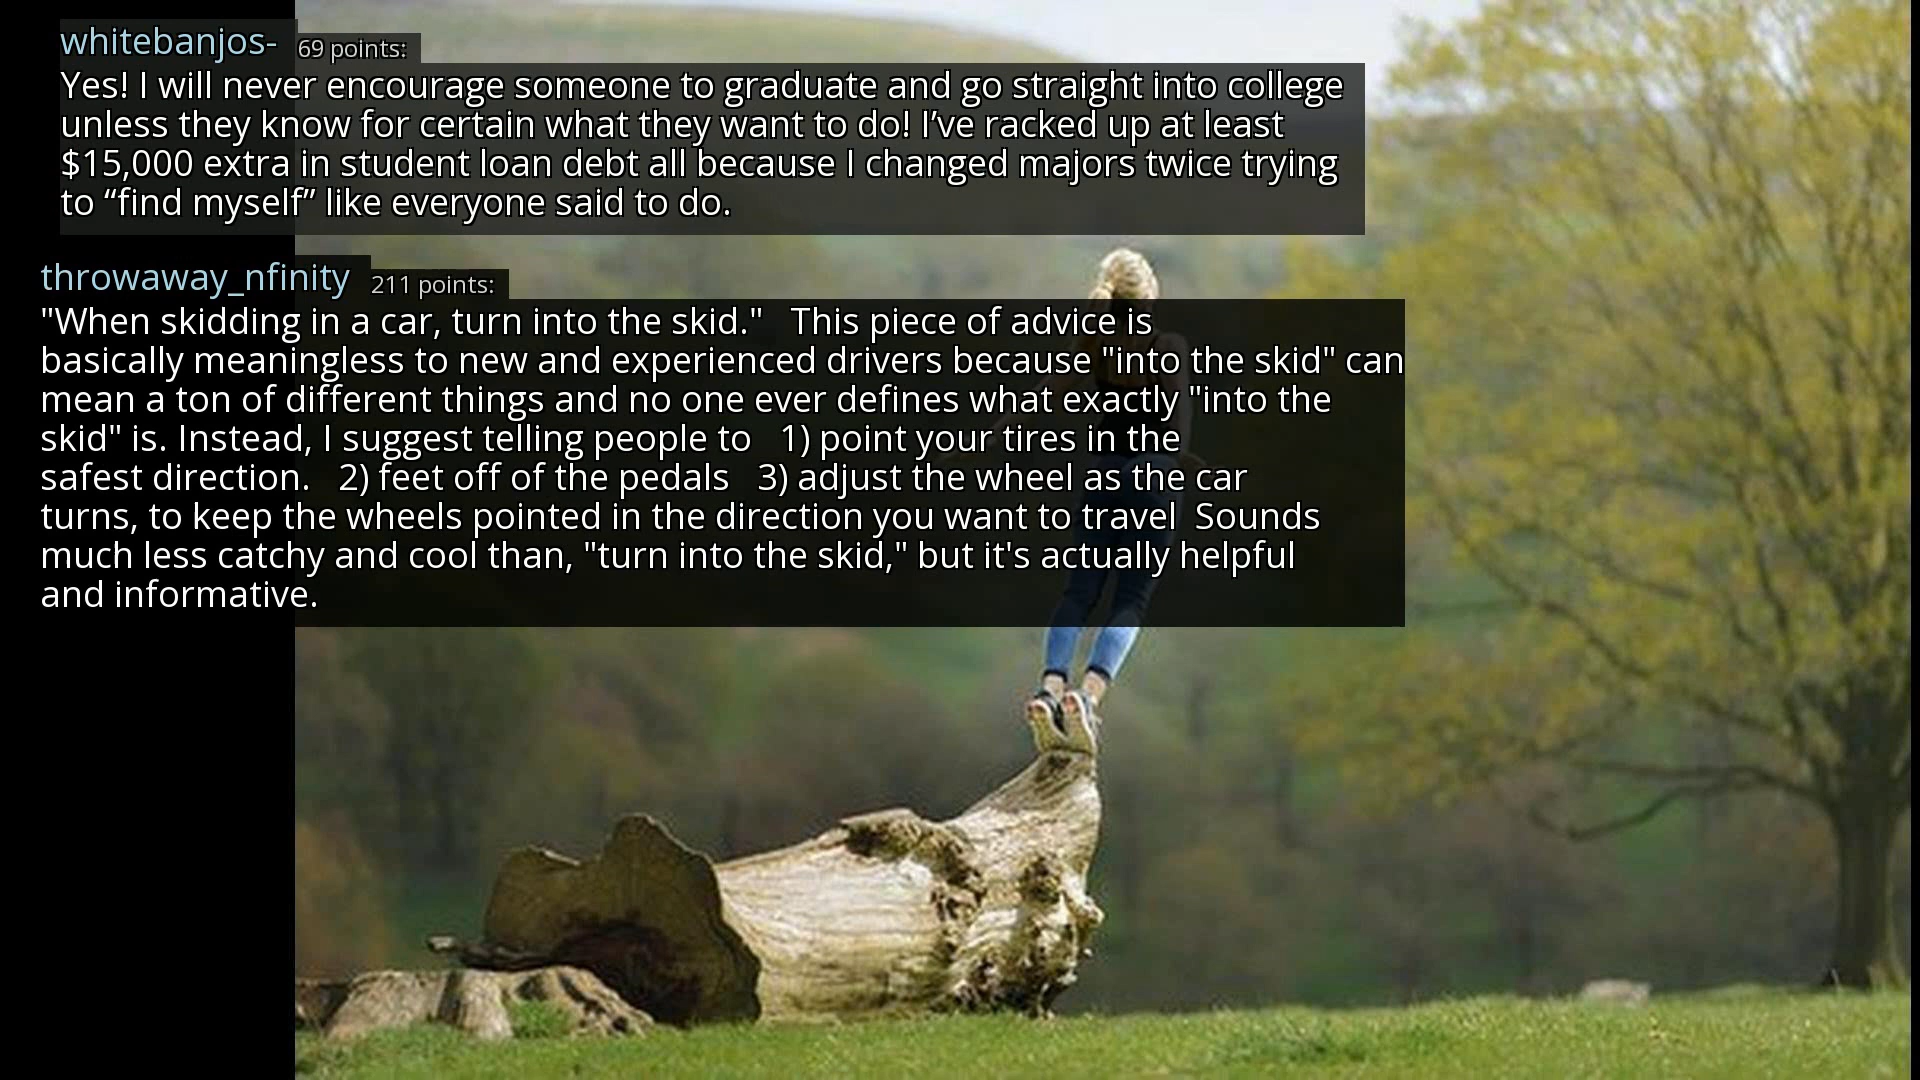 whitebanjos- 69 points:
Yes! I will never encourage someone to graduate and go straight into college
unless they know for certain what they want to do! I’ve racked up at least
$15,000 extra in student loan debt all because I changed majors twice trying
to “find myself” like everyone said to do.
throwaway_nfinity 211 points:
"When skidding in a car, turn into the skid."   This piece of advice is
basically meaningless to new and experienced drivers because "into the skid" can
mean a ton of different things and no one ever defines what exactly "into the
skid" is. Instead, I suggest telling people to   1) point your tires in the
safest direction.   2) feet off of the pedals   3) adjust the wheel as the car
turns, to keep the wheels pointed in the direction you want to travel  Sounds
much less catchy and cool than, "turn into the skid," but it's actually helpful
and informative.